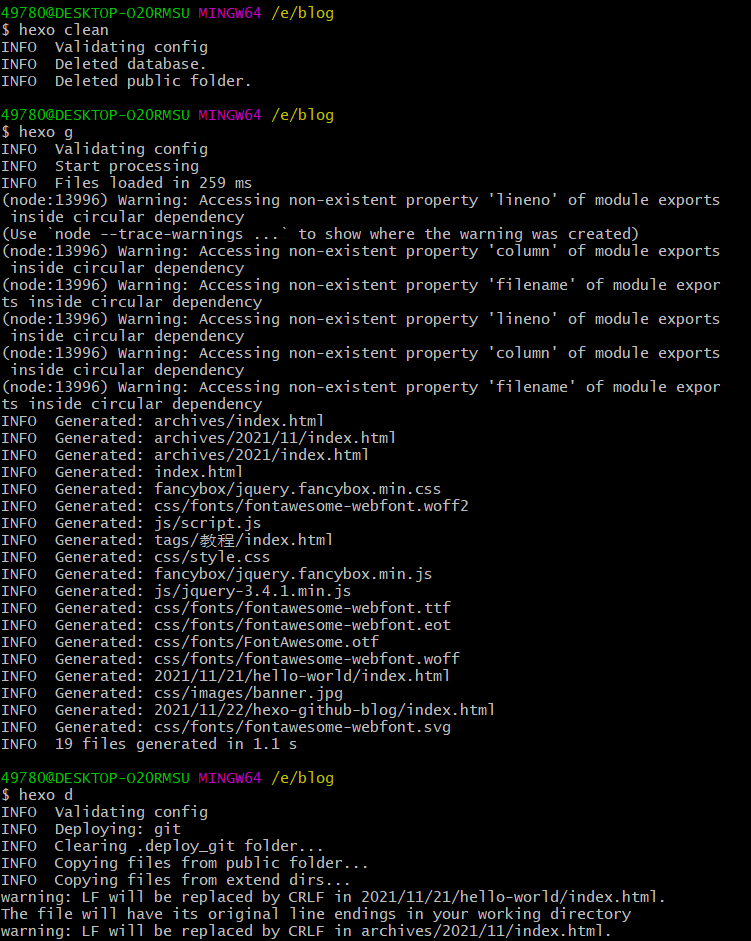 49780@DESKTOP-O2ORMSU MINGW64 /e/blog
$ hexo clean
INFO  Validating config
INFO  Deleted database.
INFO  Deleted public folder.

49780@DESKTOP-O2ORMSU MINGW64 /e/blog
$ hexo g
INFO  Validating config
INFO  Start processing
INFO  Files loaded in 259 ms
(node:13996) Warning: Accessing non-existent property 'lineno' of module exports
 inside circular dependency
(Use `node --trace-warnings ...` to show where the warning was created)
(node:13996) Warning: Accessing non-existent property 'column' of module exports
 inside circular dependency
(node:13996) Warning: Accessing non-existent property 'filename' of module expor
ts inside circular dependency
(node:13996) Warning: Accessing non-existent property 'lineno' of module exports
 inside circular dependency
(node:13996) Warning: Accessing non-existent property 'column' of module exports
 inside circular dependency
(node:13996) Warning: Accessing non-existent property 'filename' of module expor
ts inside circular dependency
INFO  Generated: archives/index.html
INFO  Generated: archives/2021/11/index.html
INFO  Generated: archives/2021/index.html
INFO  Generated: index.html
INFO  Generated: fancybox/jquery.fancybox.min.css
INFO  Generated: css/fonts/fontawesome-webfont.woff2
INFO  Generated: js/script.js
INFO  Generated: tags/教程/index.html
INFO  Generated: css/style.css
INFO  Generated: fancybox/jquery.fancybox.min.js
INFO  Generated: js/jquery-3.4.1.min.js
INFO  Generated: css/fonts/fontawesome-webfont.ttf
INFO  Generated: css/fonts/fontawesome-webfont.eot
INFO  Generated: css/fonts/FontAwesome.otf
INFO  Generated: css/fonts/fontawesome-webfont.woff
INFO  Generated: 2021/11/21/hello-world/index.html
INFO  Generated: css/images/banner.jpg
INFO  Generated: 2021/11/22/hexo-github-blog/index.html
INFO  Generated: css/fonts/fontawesome-webfont.svg
INFO  19 files generated in 1.1 s

49780@DESKTOP-O2ORMSU MINGW64 /e/blog
$ hexo d
INFO  Validating config
INFO  Deploying: git
INFO  Clearing .deploy_git folder...
INFO  Copying files from public folder...
INFO  Copying files from extend dirs...
warning: LF will be replaced by CRLF in 2021/11/21/hello-world/index.html.
The file will have its original line endings in your working directory
warning: LF will be replaced by CRLF in archives/2021/11/index.html.